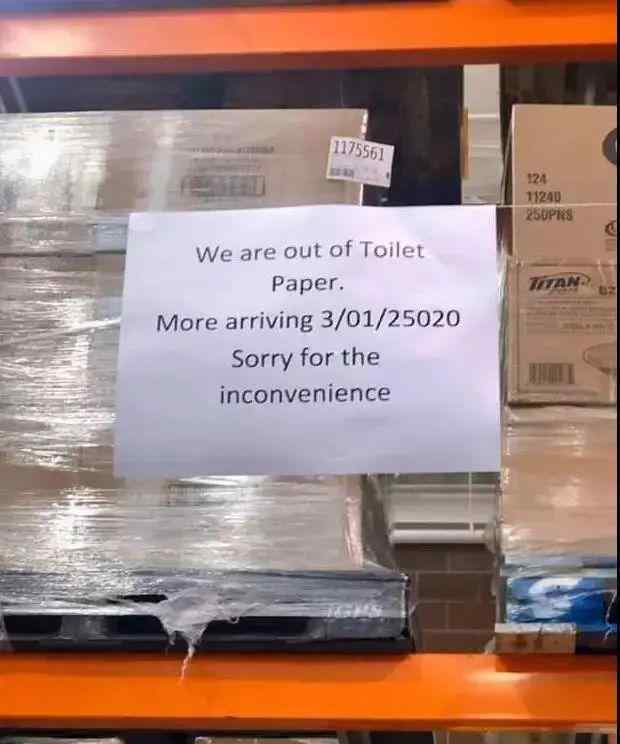 1175561
We are out of Toilet
Paper.
More arriving 3/01/25020
Sorry for the
inconvenience
124
11240
250PNS
TITAN